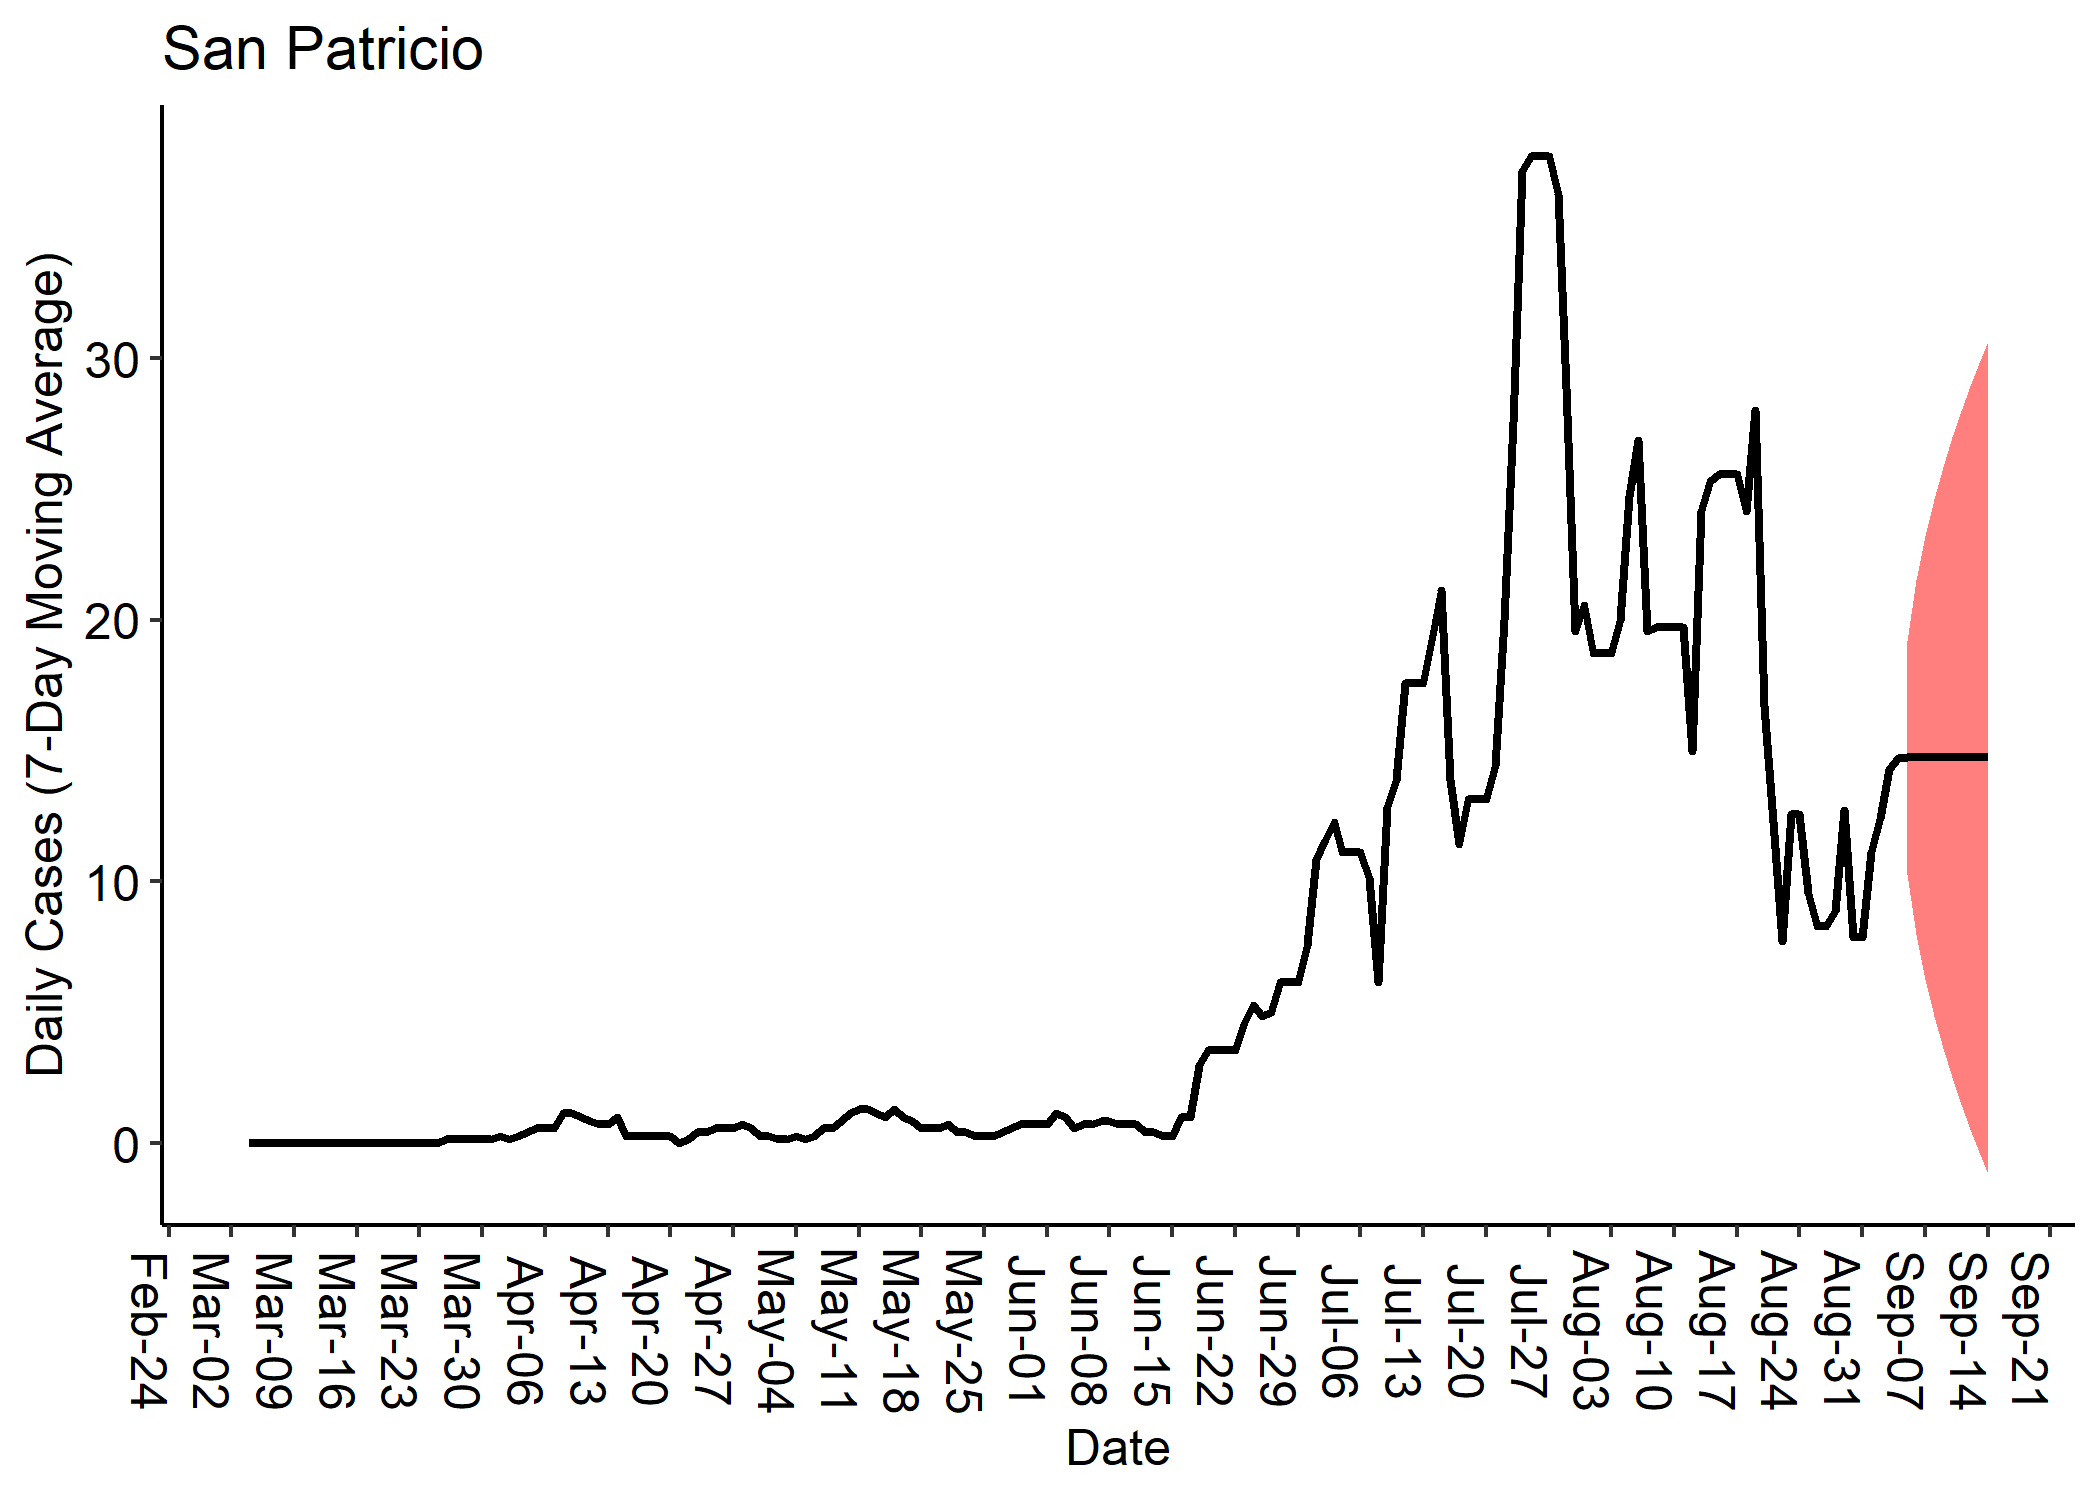 San Patricio
Daily Cases (7-Day Moving Average)
30
20
10
0
Feb-24
Mar-02
Mar-09
Mar-16
Mar-23
Mar-30
Apr-06
Apr-13
Apr-20
Apr-27
May-04
May-11
May-18
May-25
Jun-01
Jun-08
Jun-15
Jun-22
Jun-29
Jul-06
Jul-13
Jul-20
Jul-27
Aug-03
Aug-10
Aug-17
Aug-24
Aug-31
Sep-07
Sep-14
Sep-21
Date